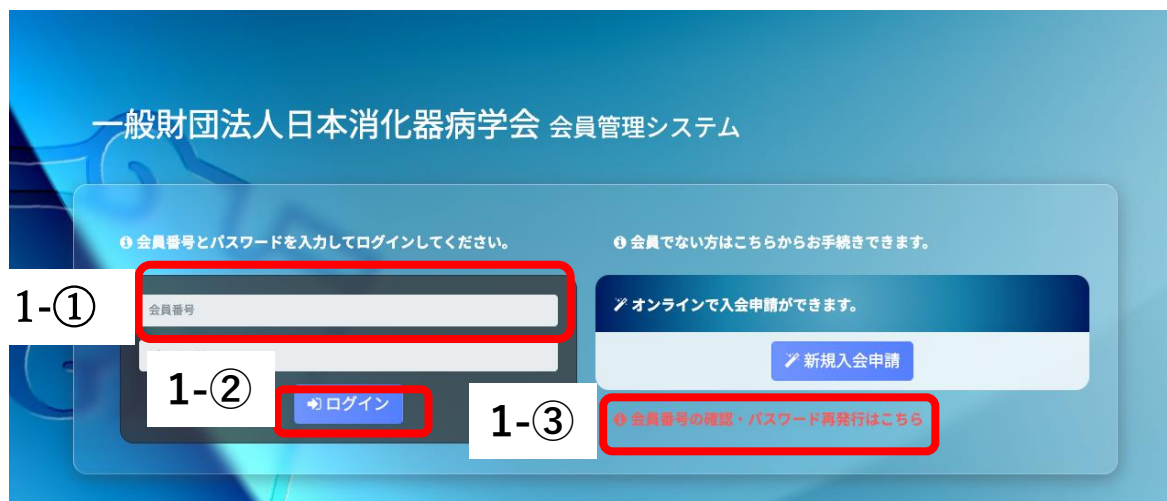 一般財団法人日本消化器病学会 会員管理システム
会員番号とパスワードを入力してログインしてください。
1-①
会員番号
1-②
ログイン
会員でない方はこちらからお手続きできます。
オンラインで入会申請ができます。
新規入会申請
1-③
会員番号の確認・パスワード再発行はこちら